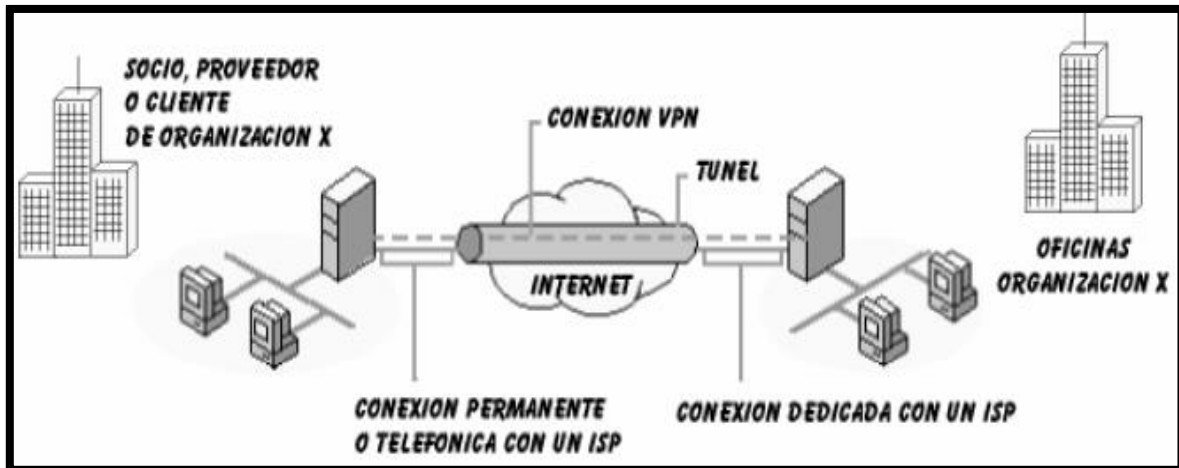 SOCIO, PROVEEDOR
O CLIENTE
DE ORGANIZACION X
CONEXION VPN
TUNEL
INTERNET
OFICINAS
ORGANIZACION X
CONEXION PERMANENTE
O TELEFONICA CON UN ISP
CONEXION DEDICADA CON UN ISP